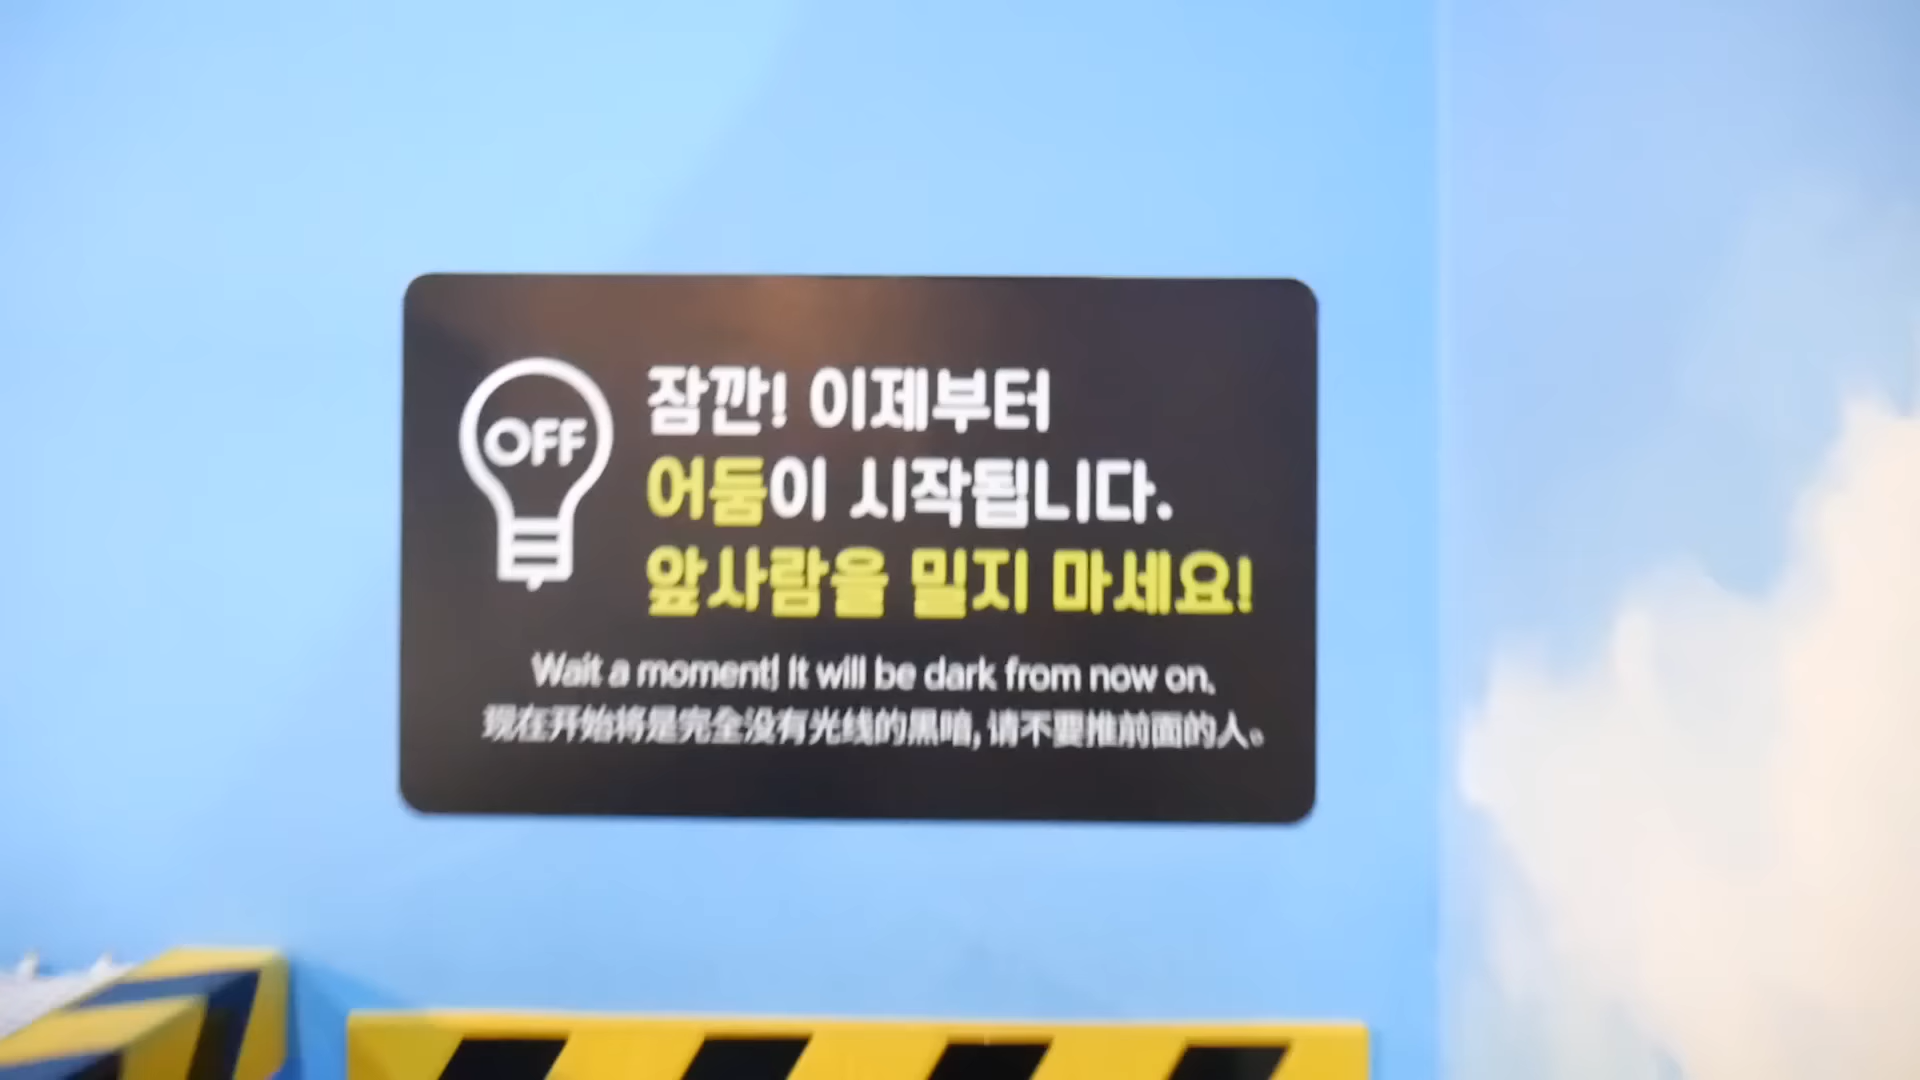 OFF
잠깐! 이제부터
어둠이 시작됩니다.
앞사람을 밀지 마세요!
Wait a moment! It will be dark from now on.
现在开始将是完全没有光线的黑暗, 请不要推前面的人。